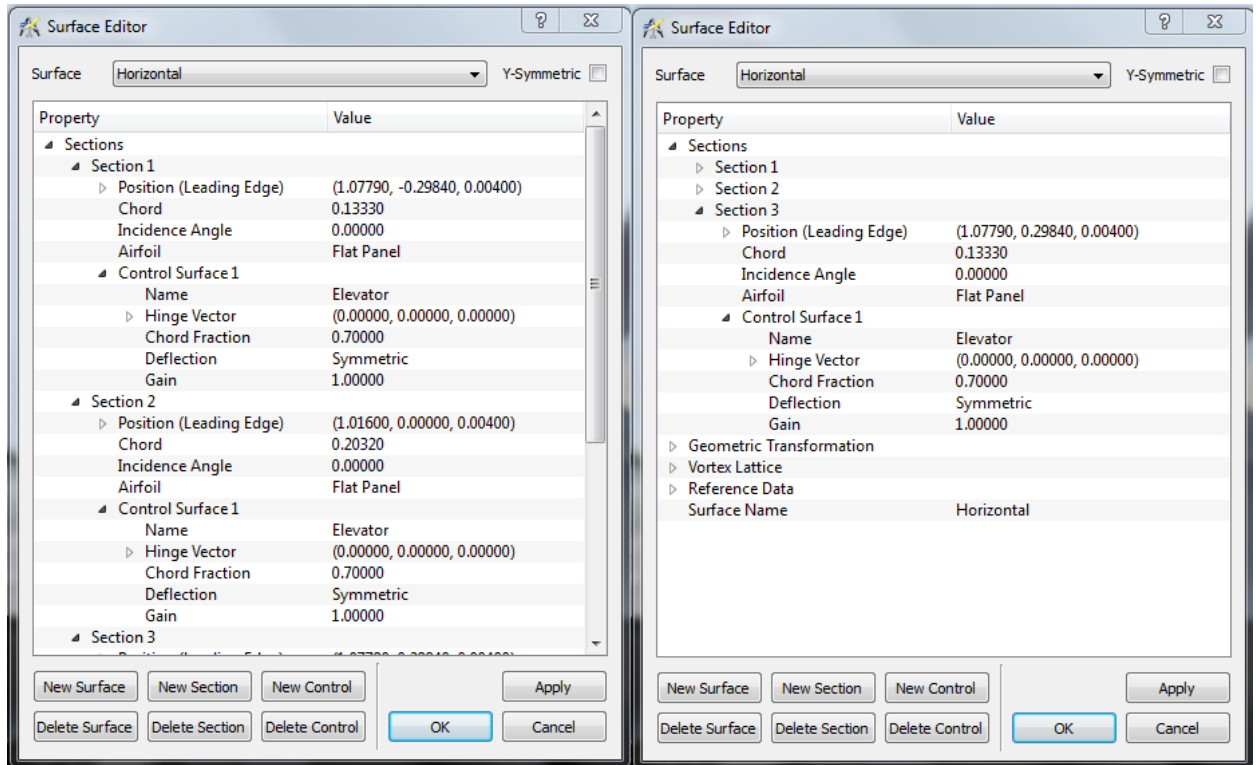 Surface Editor
Surface Horizontal Y-Symmetric
Property Value
Sections
Section 1
Position (Leading Edge) (1.07790, -0.29840, 0.00400)
Chord 0.13330
Incidence Angle 0.00000
Airfoil Flat Panel
Control Surface 1
Name Elevator
Hinge Vector (0.00000, 0.00000, 0.00000)
Chord Fraction 0.70000
Deflection Symmetric
Gain 1.00000
Section 2
Position (Leading Edge) (1.01600, 0.00000, 0.00400)
Chord 0.20320
Incidence Angle 0.00000
Airfoil Flat Panel
Control Surface 1
Name Elevator
Hinge Vector (0.00000, 0.00000, 0.00000)
Chord Fraction 0.70000
Deflection Symmetric
Gain 1.00000
Section 3
New Surface New Section New Control Apply
Delete Surface Delete Section Delete Control OK Cancel
Surface Editor
Surface Horizontal Y-Symmetric
Property Value
Sections
Section 1
Section 2
Section 3
Position (Leading Edge) (1.07790, 0.29840, 0.00400)
Chord 0.13330
Incidence Angle 0.00000
Airfoil Flat Panel
Control Surface 1
Name Elevator
Hinge Vector (0.00000, 0.00000, 0.00000)
Chord Fraction 0.70000
Deflection Symmetric
Gain 1.00000
Geometric Transformation
Vortex Lattice
Reference Data
Surface Name Horizontal
New Surface New Section New Control Apply
Delete Surface Delete Section Delete Control OK Cancel